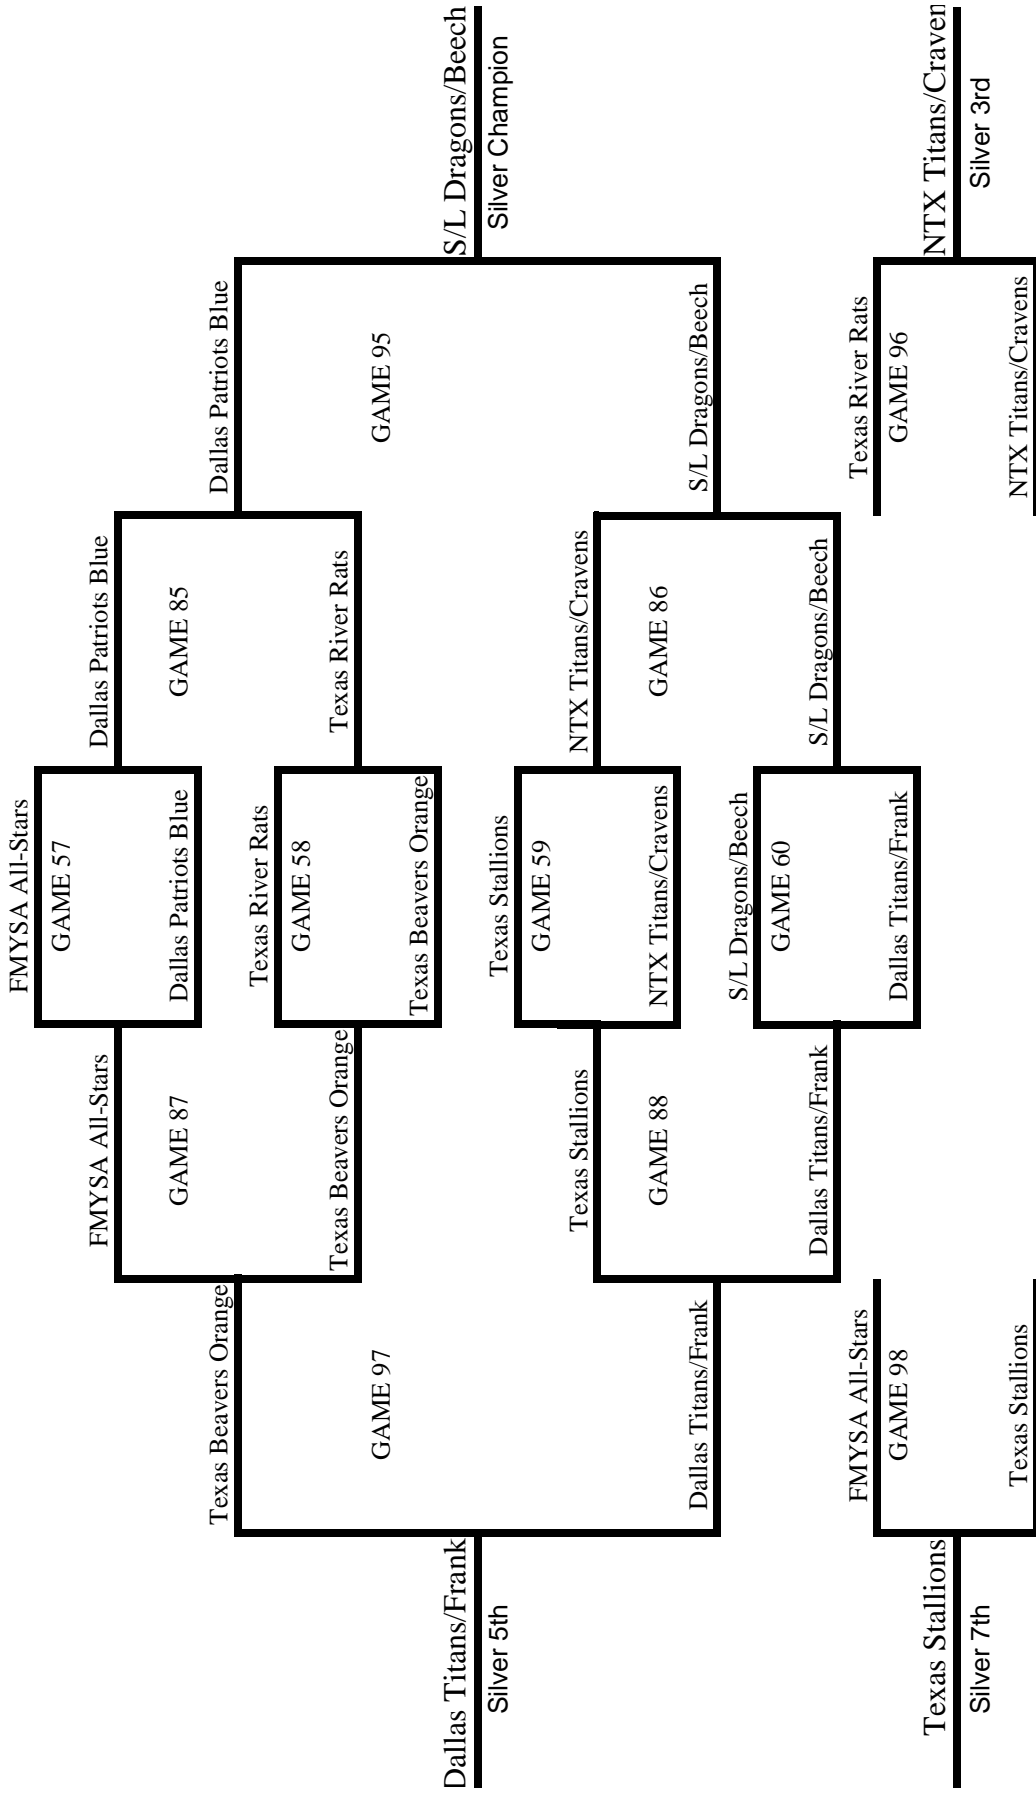 FMYSA All-Stars
GAME 57
FMYSA All-Stars
Dallas Patriots Blue
GAME 87
Dallas Patriots Blue
GAME 85
Texas Beavers Orange
Dallas Patriots Blue
Texas River Rats
GAME 58
Texas Beavers Orange
Texas River Rats
GAME 97
GAME 95
Texas Beavers Orange
Dallas Titans/Frank
S/L Dragons/Beech
Silver 5th
Texas Stallions
Silver Champion
GAME 59
Texas Stallions
NTX Titans/Cravens
GAME 88
NTX Titans/Cravens
GAME 86
Dallas Titans/Frank
S/L Dragons/Beech
S/L Dragons/Beech
GAME 60
Dallas Titans/Frank
S/L Dragons/Beech
FMYSA All-Stars
Texas River Rats
GAME 98
Dallas Titans/Frank
GAME 96
Texas Stallions
NTX Titans/Craven
Silver 7th
Silver 3rd
Texas Stallions
NTX Titans/Cravens